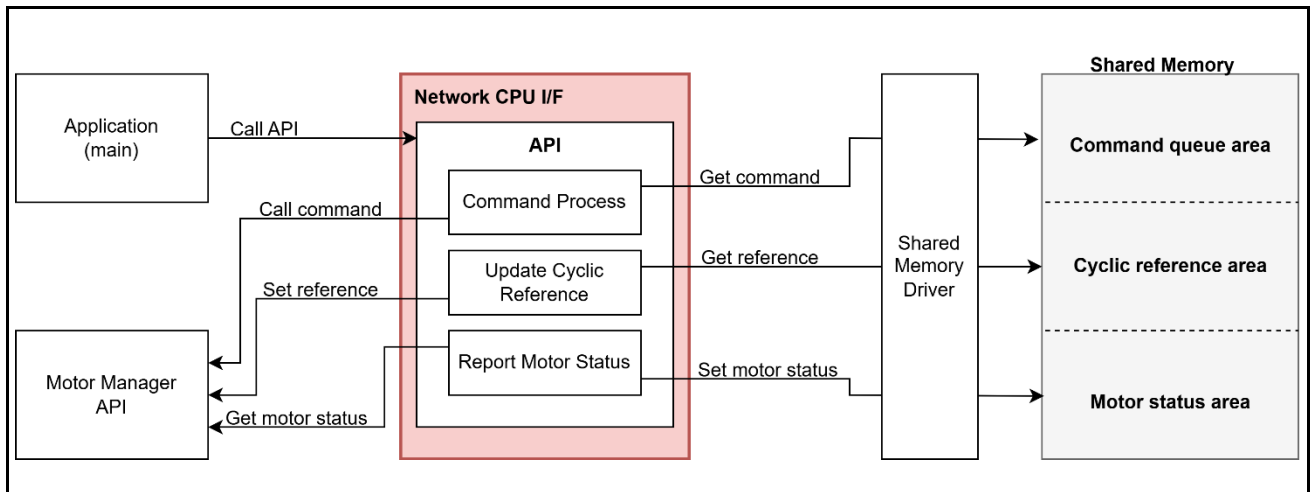 Shared Memory
Network CPU I/F
Application
(main)
Call API
API
Command queue area
Command Process
Get command
Call command
Shared
Memory
Driver
Update Cyclic
Reference
Get reference
Cyclic reference area
Set reference
Report Motor Status
Set motor status
Motor Manager
API
Get motor status
Motor status area